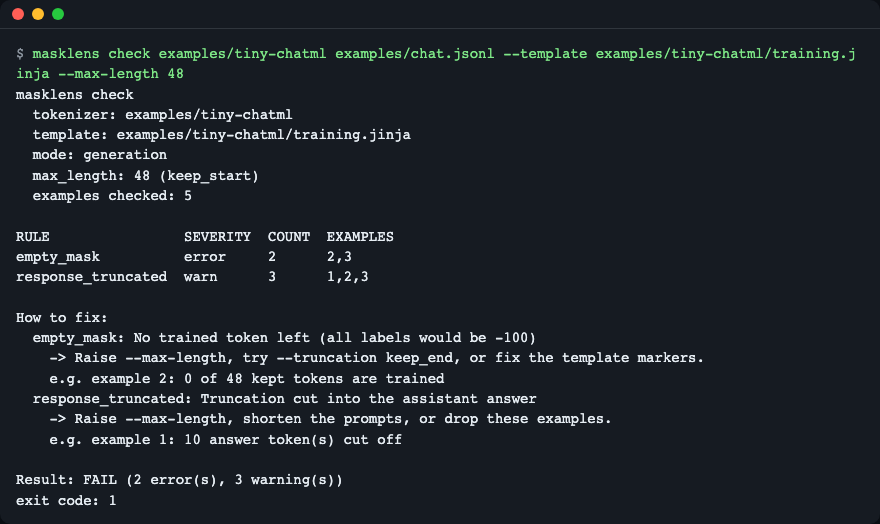 $ masklens check examples/tiny-chatml examples/chat.jsonl --template examples/tiny-chatml/training.j
inja --max-length 48
masklens check
  tokenizer: examples/tiny-chatml
  template: examples/tiny-chatml/training.jinja
  mode: generation
  max_length: 48 (keep_start)
  examples checked: 5

RULE                SEVERITY  COUNT  EXAMPLES
empty_mask          error     2      2,3
response_truncated  warn      3      1,2,3

How to fix:
  empty_mask: No trained token left (all labels would be -100)
    -> Raise --max-length, try --truncation keep_end, or fix the template markers.
    e.g. example 2: 0 of 48 kept tokens are trained
  response_truncated: Truncation cut into the assistant answer
    -> Raise --max-length, shorten the prompts, or drop these examples.
    e.g. example 1: 10 answer token(s) cut off

Result: FAIL (2 error(s), 3 warning(s))
exit code: 1